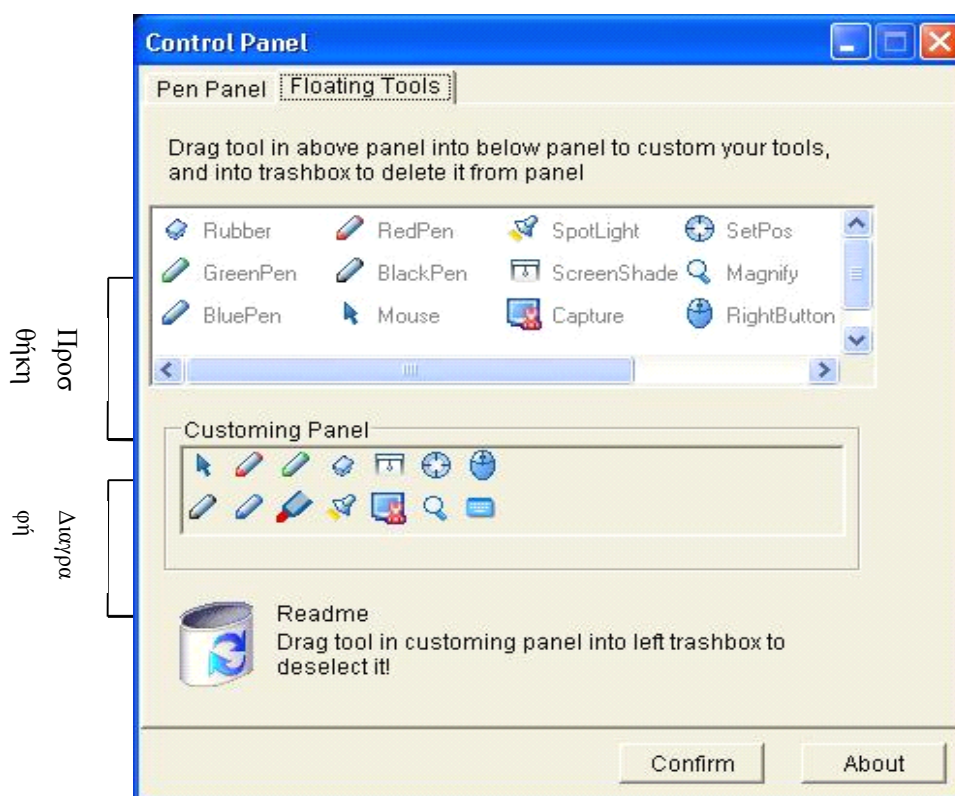 Control Panel
Pen Panel Floating Tools
Drag tool in above panel into below panel to custom your tools,
and into trashbox to delete it from panel
Rubber RedPen SpotLight SetPos
GreenPen BlackPen ScreenShade Magnify
BluePen Mouse Capture RightButton
Προσ
θήκη
Customing Panel
Διαγρα
φή
Readme
Drag tool in customing panel into left trashbox to
deselect it!
Confirm About